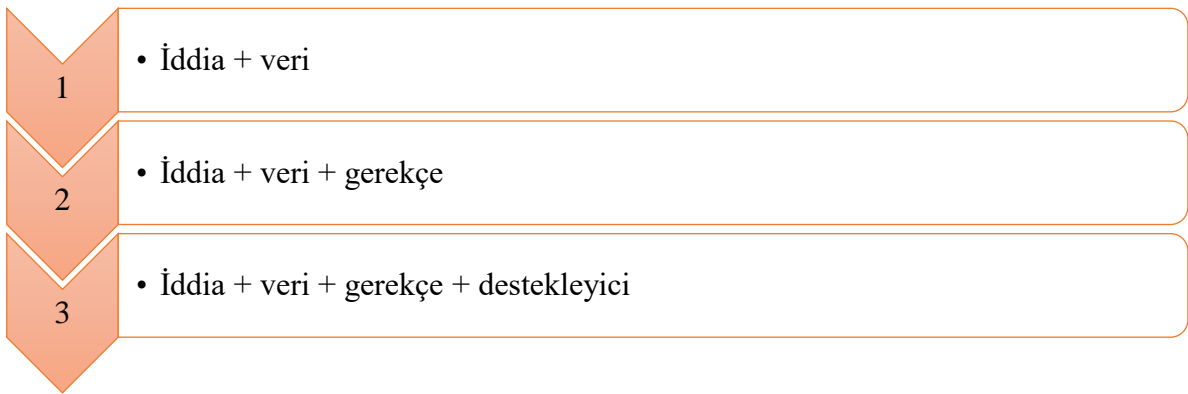 1
• İddia + veri
2
• İddia + veri + gerekçe
3
• İddia + veri + gerekçe + destekleyici